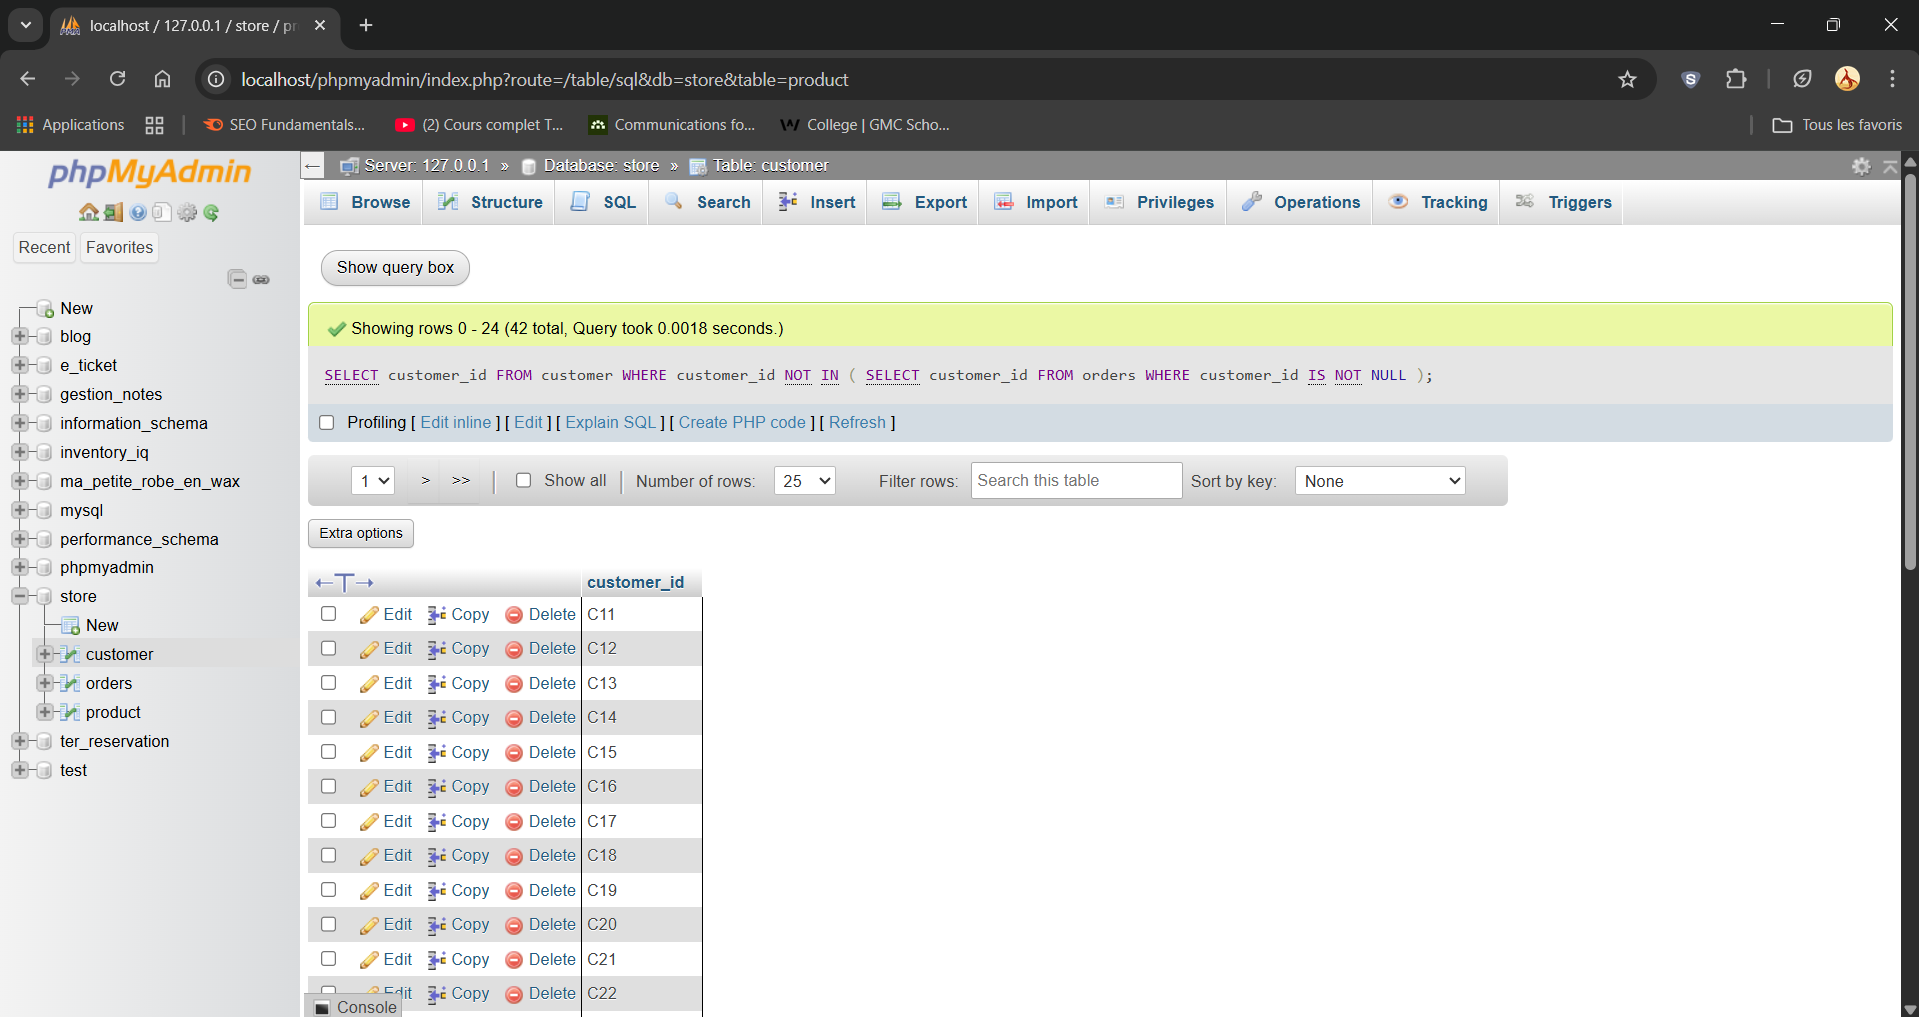 localhost / 127.0.0.1 / store / pr
localhost/phpmyadmin/index.php?route=/table/sql&db=store&table=product
Applications SEO Fundamentals... (2) Cours complet T... Communications fo... College | GMC Scho... Tous les favoris
phpMyAdmin
Recent Favorites
New
blog
e_ticket
gestion_notes
information_schema
inventory_iq
ma_petite_robe_en_wax
mysql
performance_schema
phpmyadmin
store
New
customer
orders
product
ter_reservation
test
Server: 127.0.0.1 » Database: store » Table: customer
Browse Structure SQL Search Insert Export Import Privileges Operations Tracking Triggers
Show query box
Showing rows 0 - 24 (42 total, Query took 0.0018 seconds.)
SELECT customer_id FROM customer WHERE customer_id NOT IN ( SELECT customer_id FROM orders WHERE customer_id IS NOT NULL );
Profiling [ Edit inline ] [ Edit ] [ Explain SQL ] [ Create PHP code ] [ Refresh ]
1 > >> Show all Number of rows: 25 Filter rows: Search this table Sort by key: None
Extra options
customer_id
Edit Copy Delete C11
Edit Copy Delete C12
Edit Copy Delete C13
Edit Copy Delete C14
Edit Copy Delete C15
Edit Copy Delete C16
Edit Copy Delete C17
Edit Copy Delete C18
Edit Copy Delete C19
Edit Copy Delete C20
Edit Copy Delete C21
Edit Copy Delete C22
Console